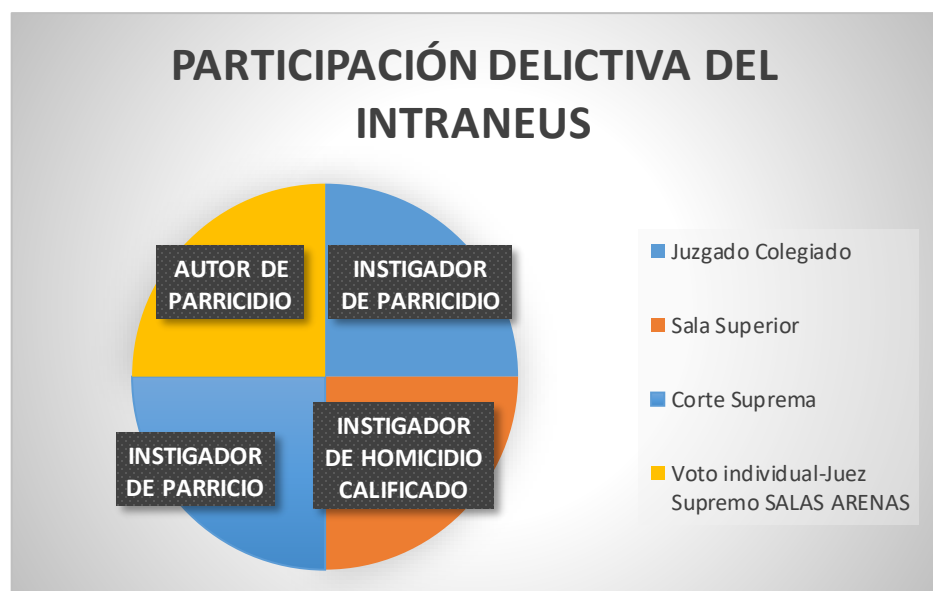 PARTICIPACIÓN DELICTIVA DEL
INTRANEUS
AUTOR DE
PARRICIDIO
INSTIGADOR
DE PARRICIDIO
INSTIGADOR
DE PARRICIO
INSTIGADOR
DE HOMICIDIO
CALIFICADO
Juzgado Colegiado
Sala Superior
Corte Suprema
Voto individual-Juez
Supremo SALAS ARENAS